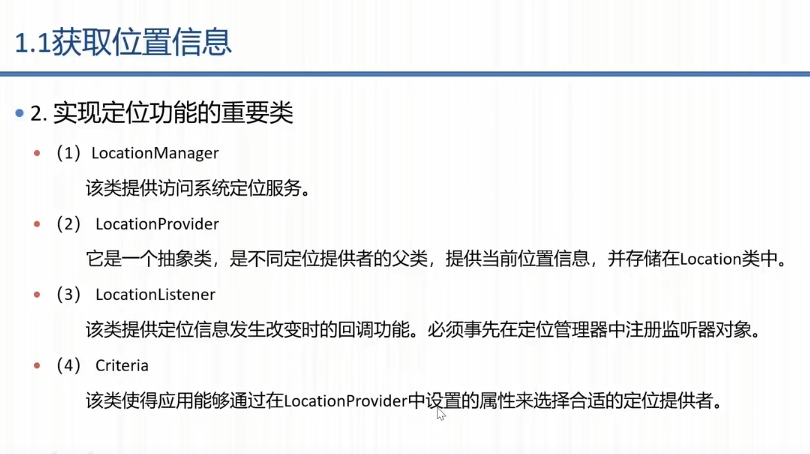 1.1获取位置信息
• 2. 实现定位功能的重要类
• （1）LocationManager
该类提供访问系统定位服务。
• （2） LocationProvider
它是一个抽象类，是不同定位提供者的父类，提供当前位置信息，并存储在Location类中。
• （3） LocationListener
该类提供定位信息发生改变时的回调功能。必须事先在定位管理器中注册监听器对象。
• （4） Criteria
该类使得应用能够通过在LocationProvider中设置的属性来选择合适的定位提供者。